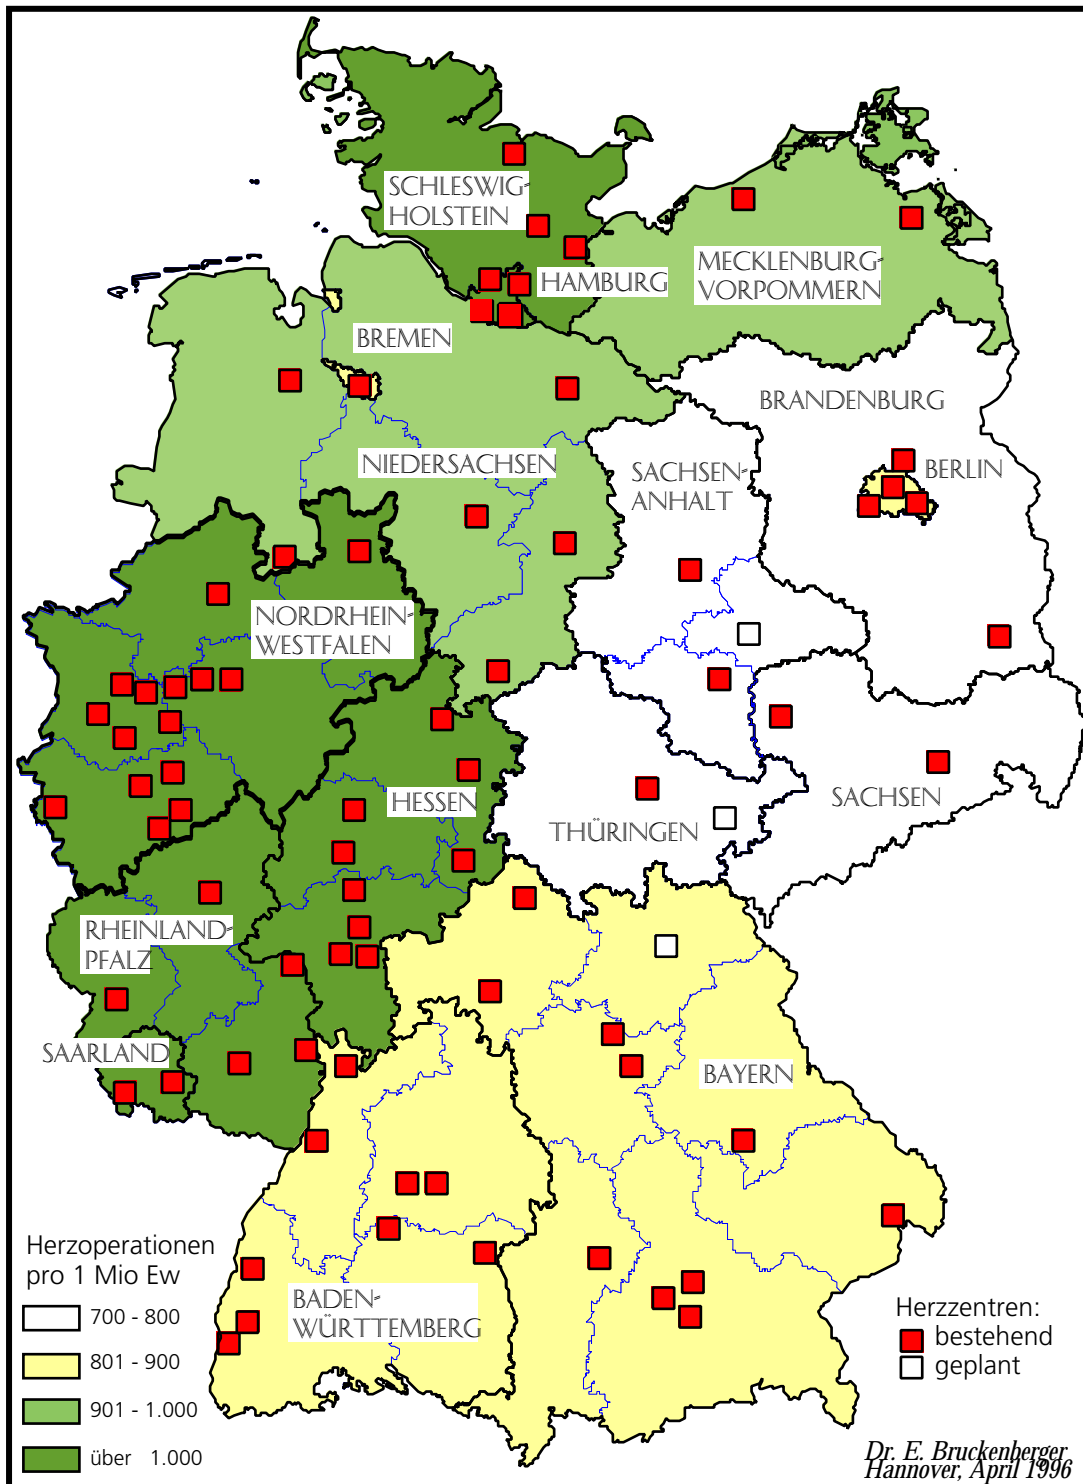 SCHLESWIG-
HOLSTEIN
HAMBURG
MECKLENBURG-
VORPOMMERN
BREMEN
BRANDENBURG
NIEDERSACHSEN
SACHSEN-
ANHALT
BERLIN
NORDRHEIN-
WESTFALEN
HESSEN
THÜRINGEN
SACHSEN
RHEINLAND-
PFALZ
SAARLAND
BAYERN
BADEN-
WÜRTTEMBERG
Herzoperationen
pro 1 Mio Ew
700 - 800
801 - 900
901 - 1.000
über 1.000
Herzzentren:
bestehend
geplant
Dr. E. Bruckenberger
Hannover, April 1996